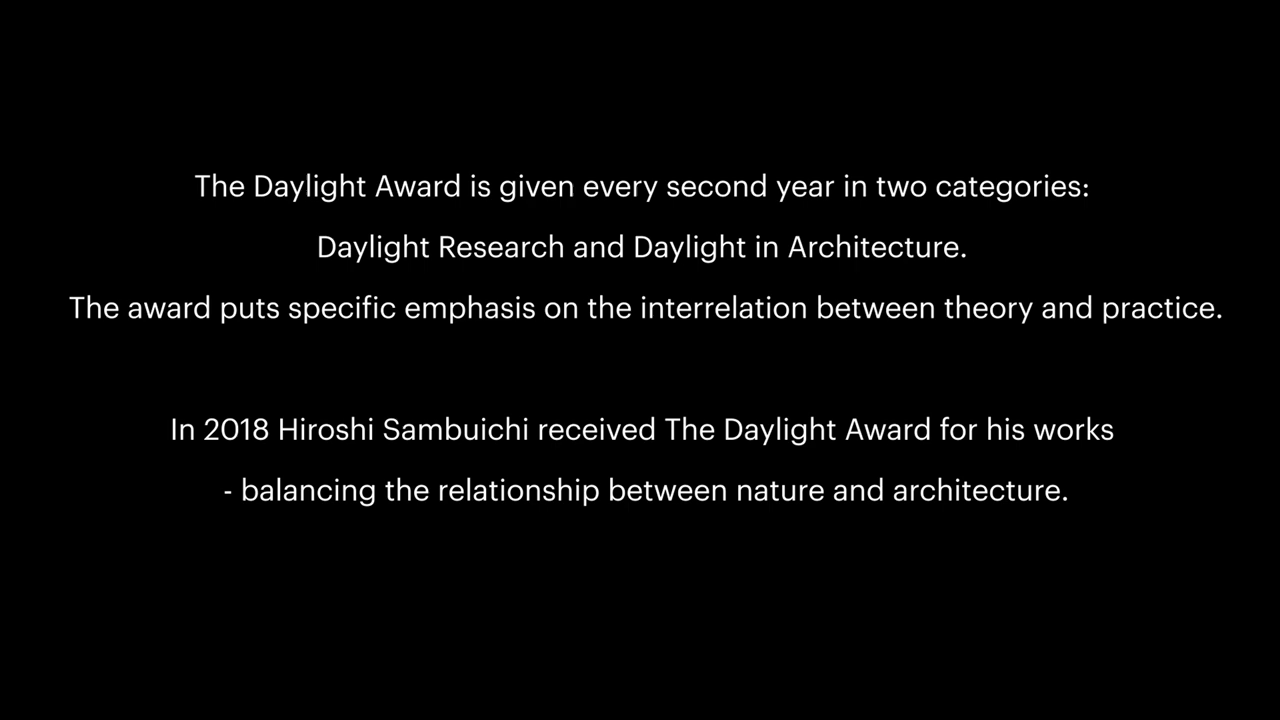 The Daylight Award is given every second year in two categories:
Daylight Research and Daylight in Architecture.
The award puts specific emphasis on the interrelation between theory and practice.
In 2018 Hiroshi Sambuichi received The Daylight Award for his works
- balancing the relationship between nature and architecture.